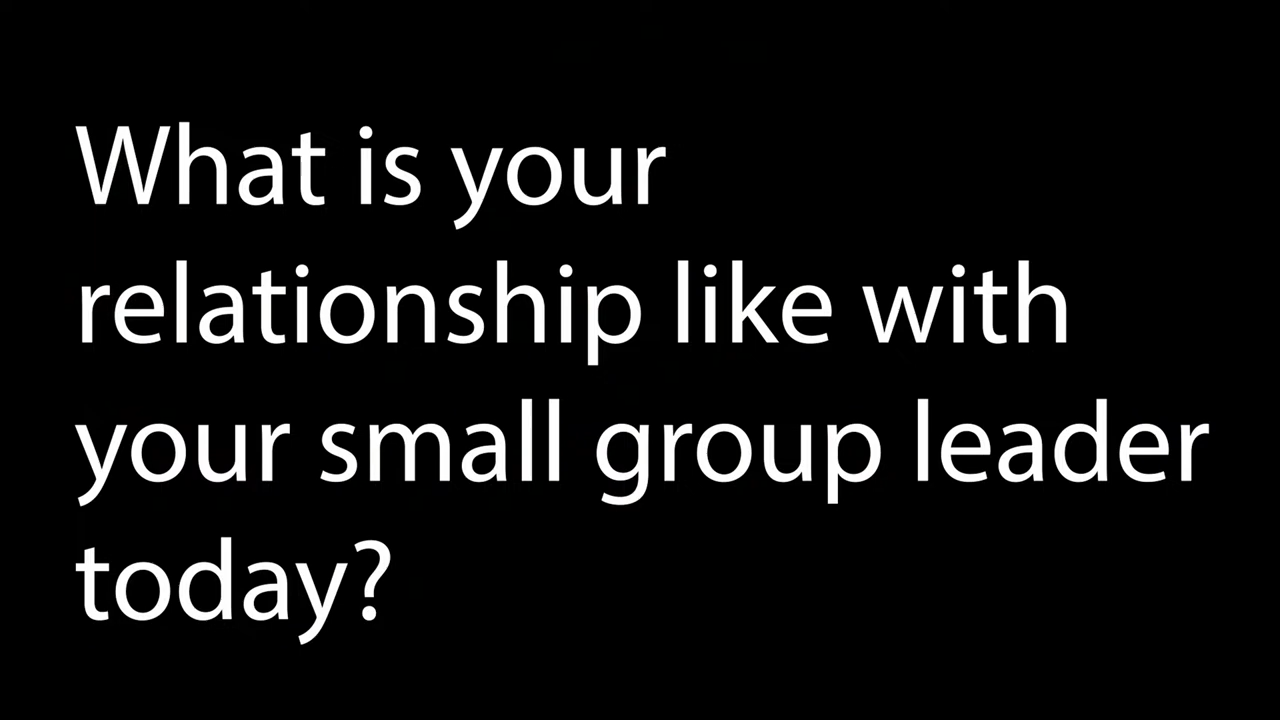 What is your
relationship like with
your small group leader
today?